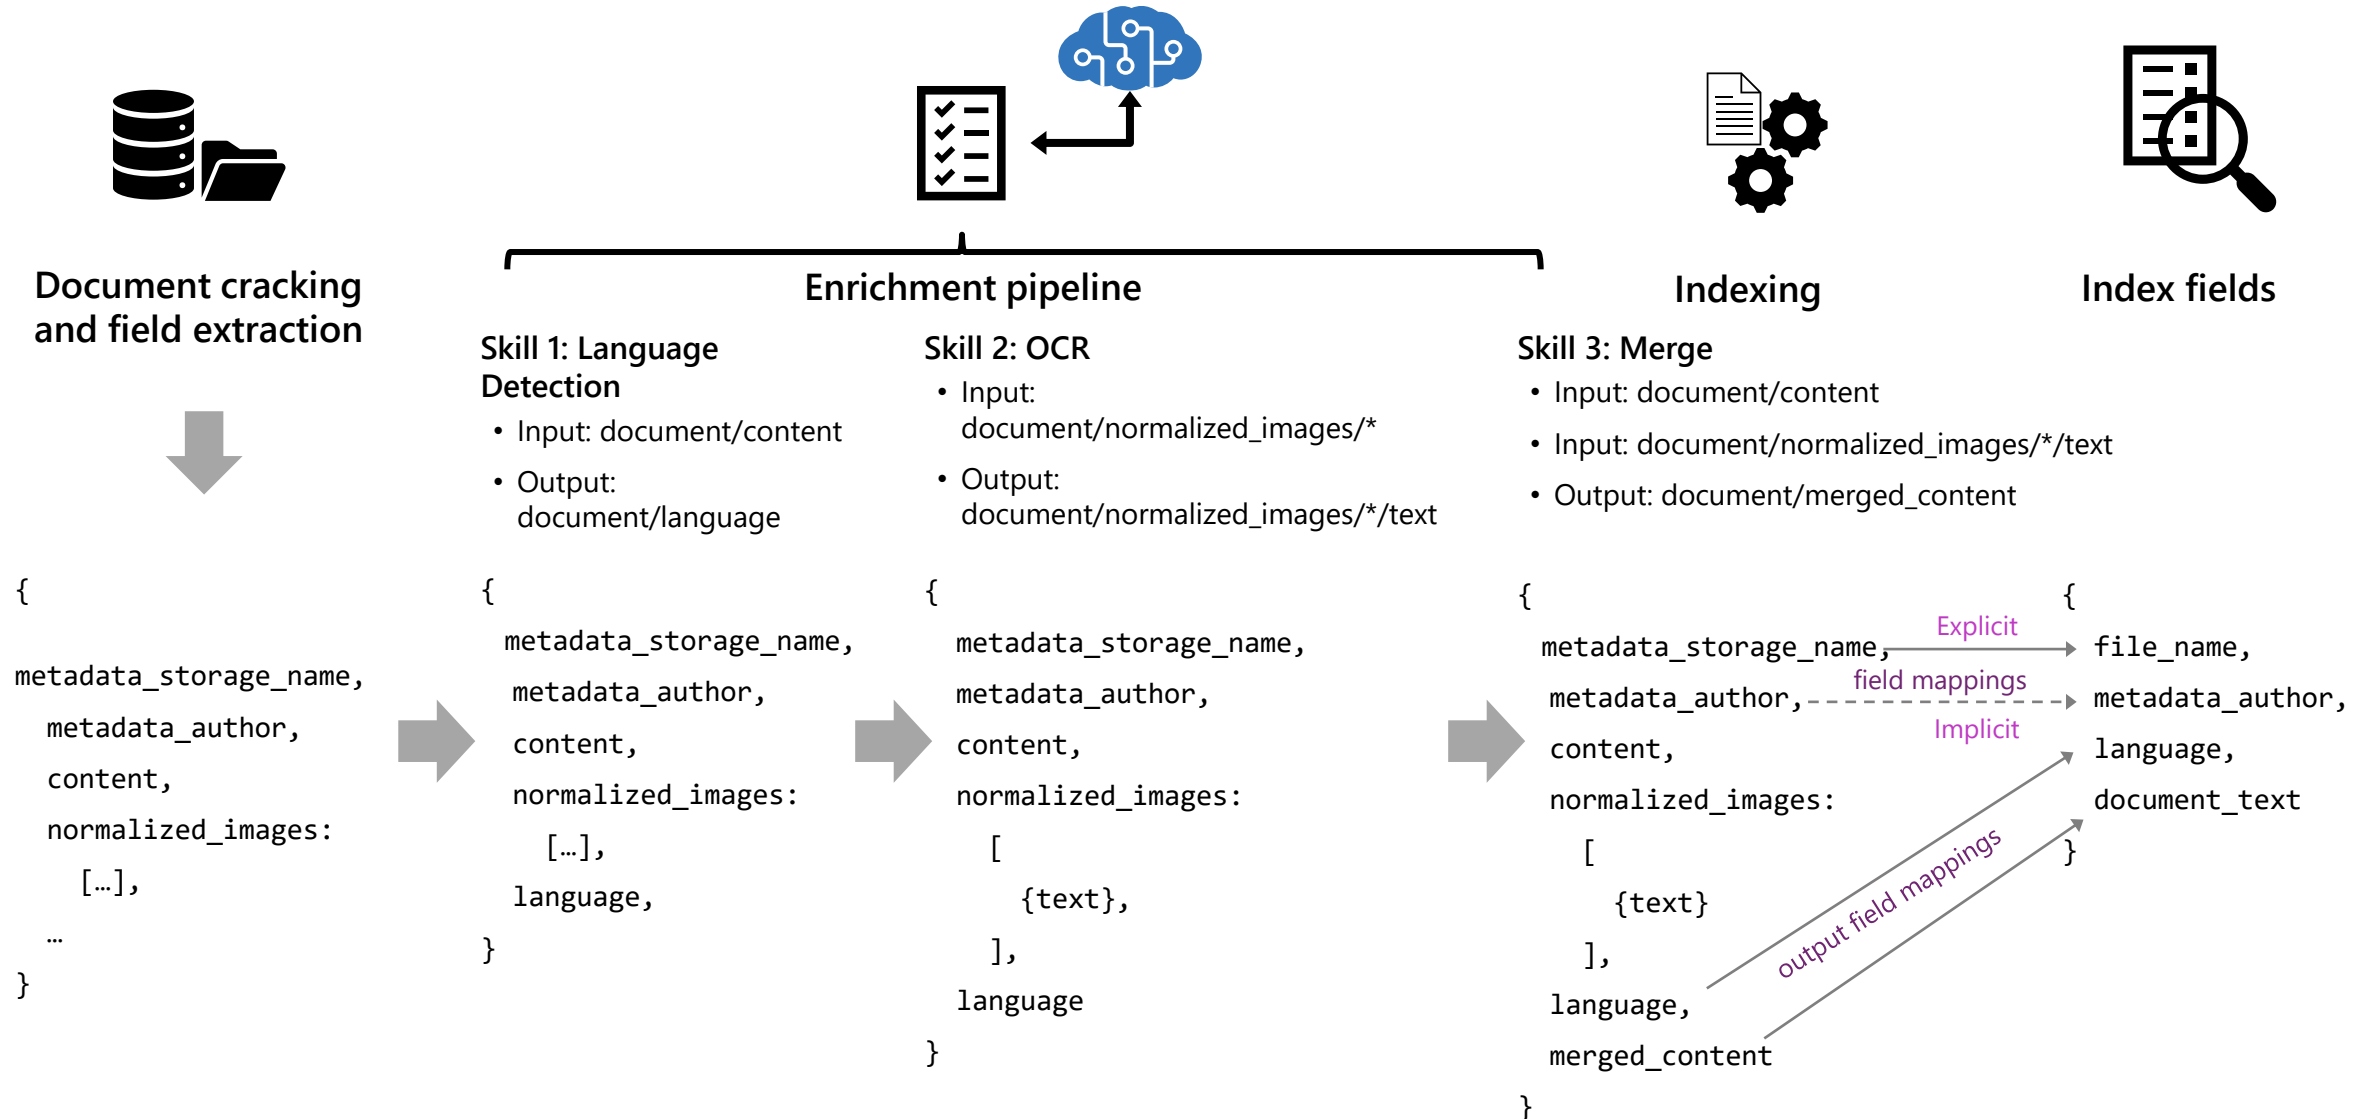 Document cracking
and field extraction
{
metadata_storage_name,
metadata_author,
content,
normalized_images:
[…],
…
}
Enrichment pipeline
Skill 1: Language
Detection
• Input: document/content
• Output:
document/language
{
metadata_storage_name,
metadata_author,
content,
normalized_images:
[…],
language,
}
Skill 2: OCR
• Input:
document/normalized_images/*
• Output:
document/normalized_images/*/text
{
metadata_storage_name,
metadata_author,
content,
normalized_images:
[
{text},
],
language
}
Indexing
Skill 3: Merge
• Input: document/content
• Input: document/normalized_images/*/text
• Output: document/merged_content
{
metadata_storage_name,
metadata_author,
content,
normalized_images:
[
{text}
],
language,
merged_content
}
Explicit
field mappings
Implicit
output field mappings
Index fields
{
file_name,
metadata_author,
language,
document_text
}